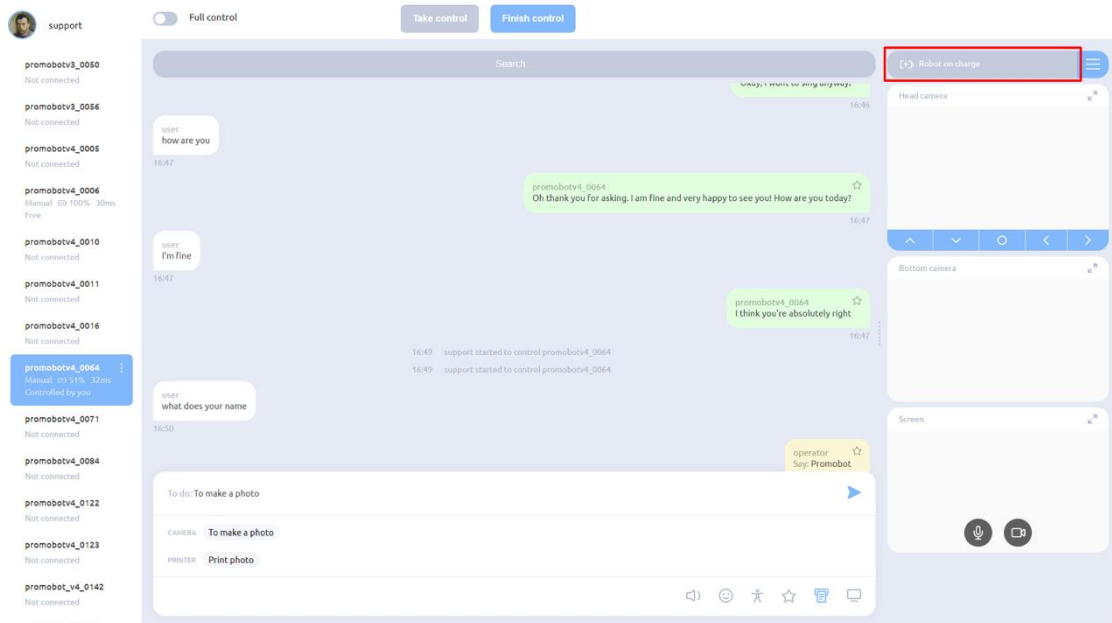 support
Full control
Take control
Finish control
promobotv3_0050
Not connected
promobotv3_0056
Not connected
promobotv4_0005
Not connected
promobotv4_0006
Manual 100% 30ms
Free
promobotv4_0010
Not connected
promobotv4_0011
Not connected
promobotv4_0016
Not connected
promobotv4_0064
Manual 51% 32ms
Controlled by you
promobotv4_0071
Not connected
promobotv4_0084
Not connected
promobotv4_0122
Not connected
promobotv4_0123
Not connected
promobot_v4_0142
Not connected
Search
Okay, I want to sing anyway!
16:46
user
how are you
16:47
promobotv4_0064
Oh thank you for asking. I am fine and very happy to see you! How are you today?
16:47
user
I'm fine
16:47
promobotv4_0064
I think you're absolutely right
16:47
16:49 support started to control promobotv4_0064
16:49 support started to control promobotv4_0064
user
what does your name
16:50
operator
Say: Promobot
To do: To make a photo
CAMERA To make a photo
PRINTER Print photo
Robot on charge
Head camera
Bottom camera
Screen